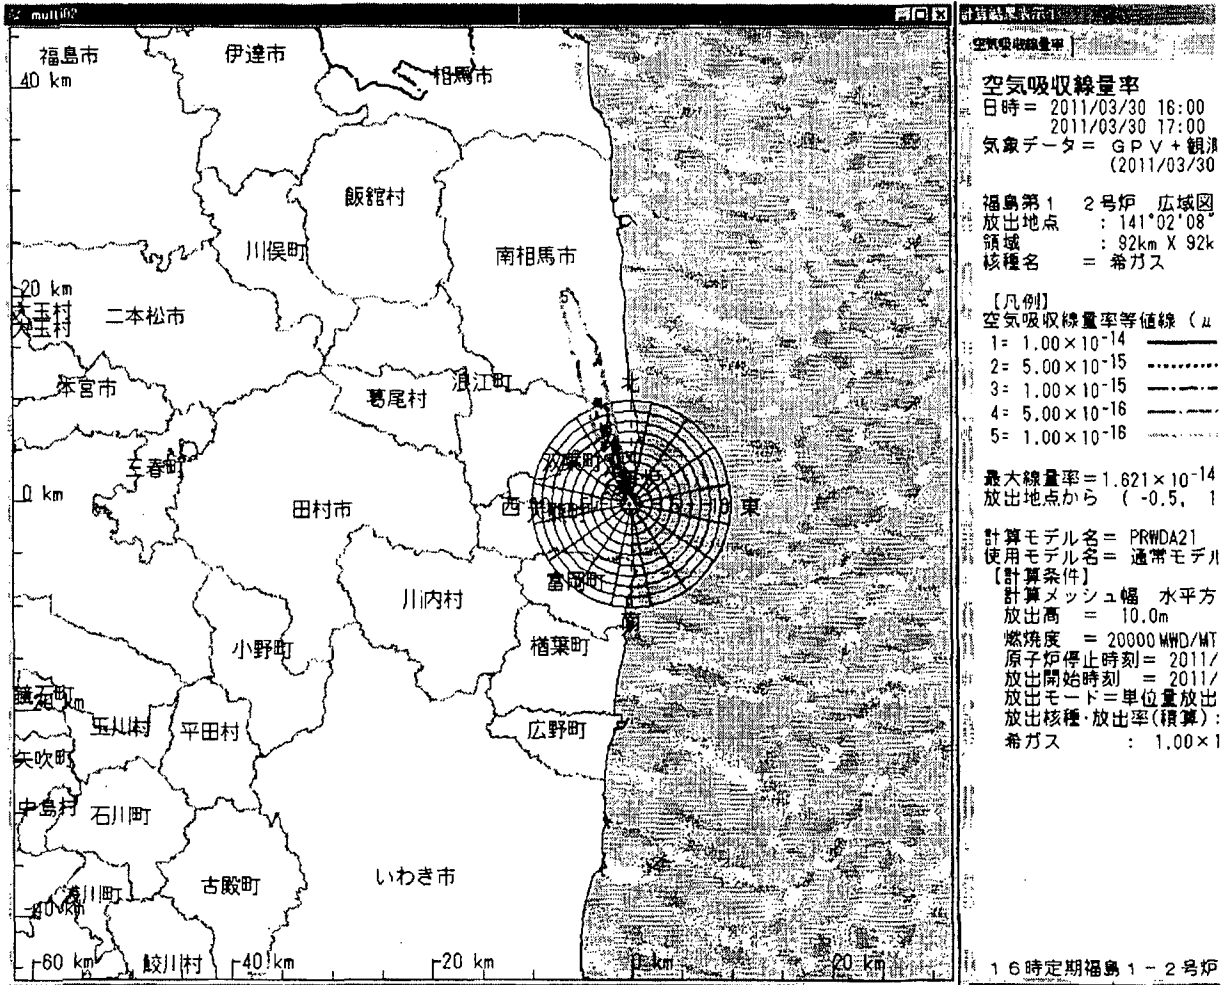 multi02
福島市
伊達市
相馬市
40 km
飯舘村
川俣町
南相馬市
20 km
大玉村
大玉村
二本松市
本宮市
浪江町
北
葛尾村
三春町
双葉町
0 km
田村市
西
東
富岡町
川内村
南
小野町
楢葉町
玉川村
平田村
広野町
矢吹町
中島村
石川町
古殿町
いわき市
浅川町
鮫川村
-60 km
-40 km
-20 km
0 km
20 km
計算結果表示
空気吸収線量率
空気吸収線量率
日時= 2011/03/30 16:00
2011/03/30 17:00
気象データ= GPV+観測
(2011/03/30
福島第1 2号炉 広域図
放出地点 : 141°02'08"
領域 : 92km X 92k
核種名 = 希ガス
【凡例】
空気吸収線量率等値線 (μ
1= 1.00×10-14
2= 5.00×10-15
3= 1.00×10-15
4= 5.00×10-16
5= 1.00×10-16
最大線量率=1.621×10-14
放出地点から ( -0.5, 1
計算モデル名= PRWDA21
使用モデル名= 通常モデル
【計算条件】
計算メッシュ幅 水平方
放出高 = 10.0m
燃焼度 = 20000MWD/MT
原子炉停止時刻= 2011/
放出開始時刻 = 2011/
放出モード=単位量放出
放出核種・放出率(積算):
希ガス : 1.00×1
16時定期福島1-2号炉